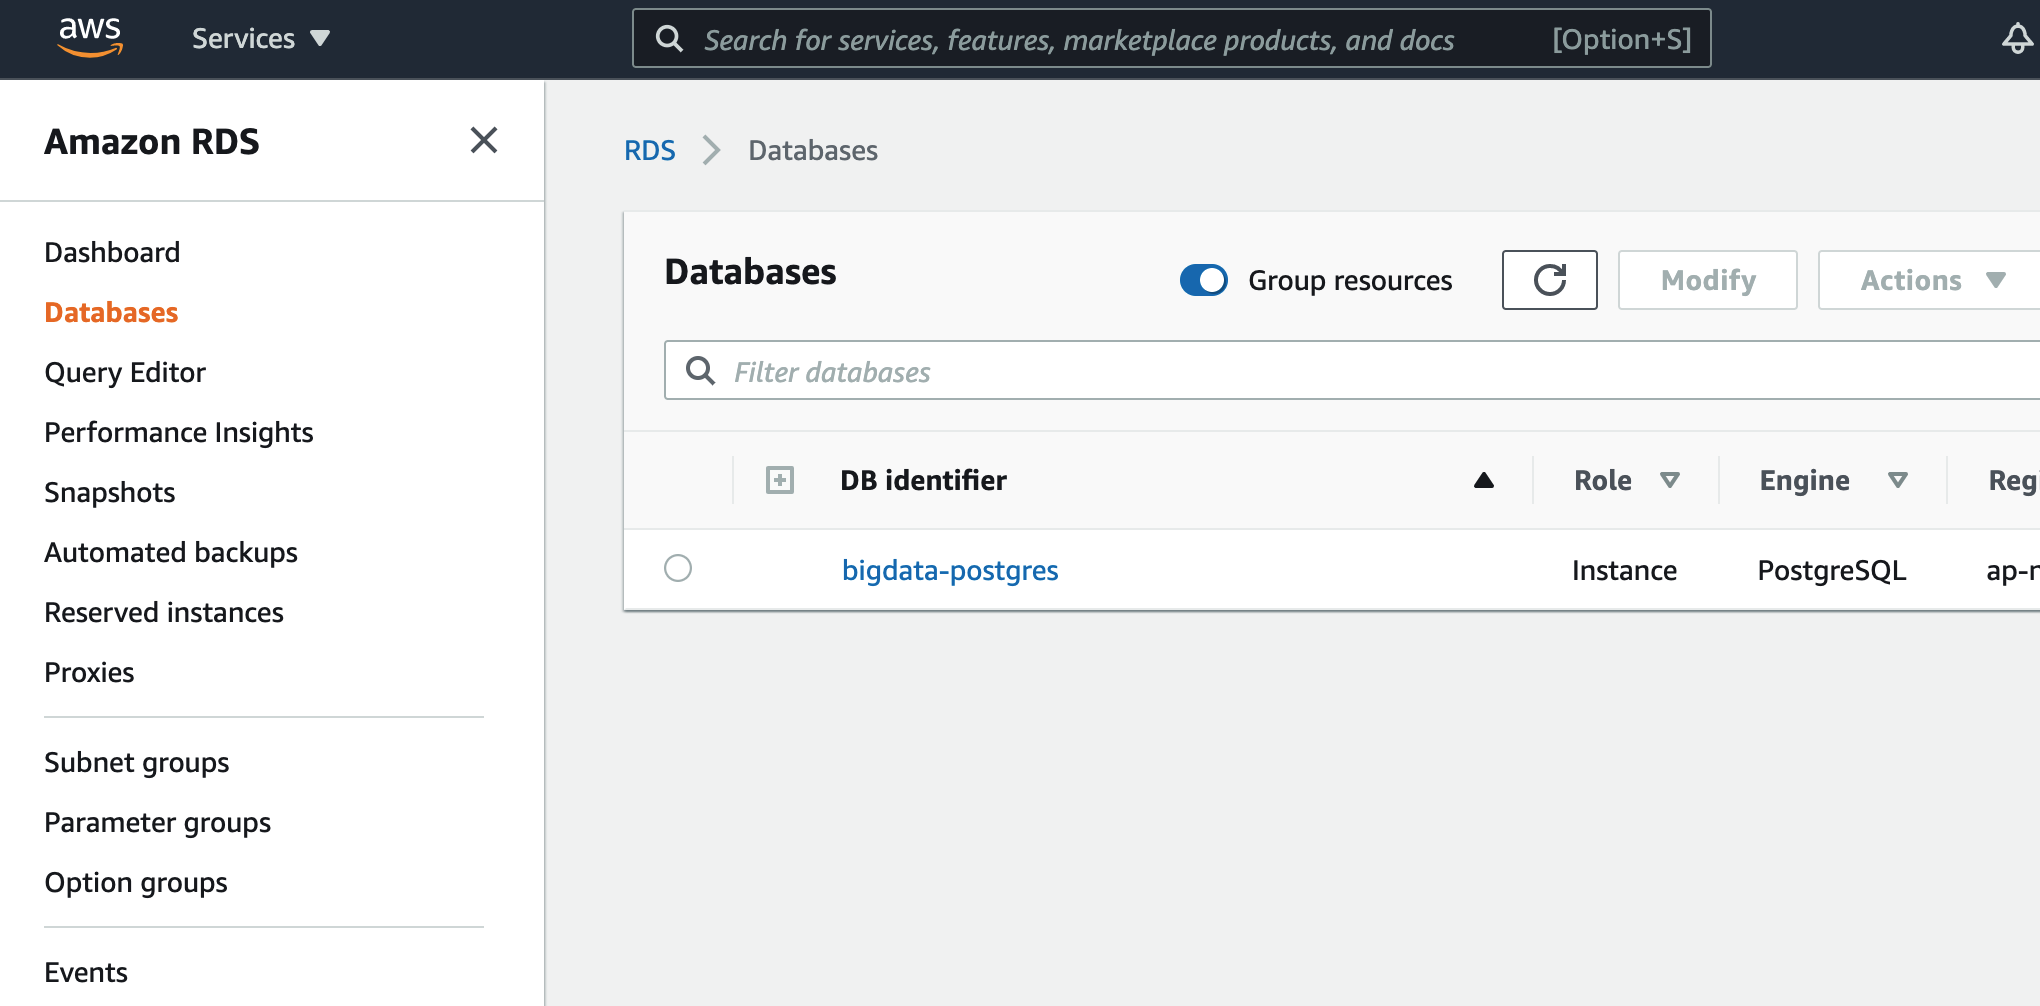 aws Services Search for services, features, marketplace products, and docs [Option+S]
Amazon RDS
Dashboard
Databases
Query Editor
Performance Insights
Snapshots
Automated backups
Reserved instances
Proxies
Subnet groups
Parameter groups
Option groups
Events
RDS Databases
Databases Group resources Modify Actions
Filter databases
DB identifier Role Engine Regi
bigdata-postgres Instance PostgreSQL ap-n